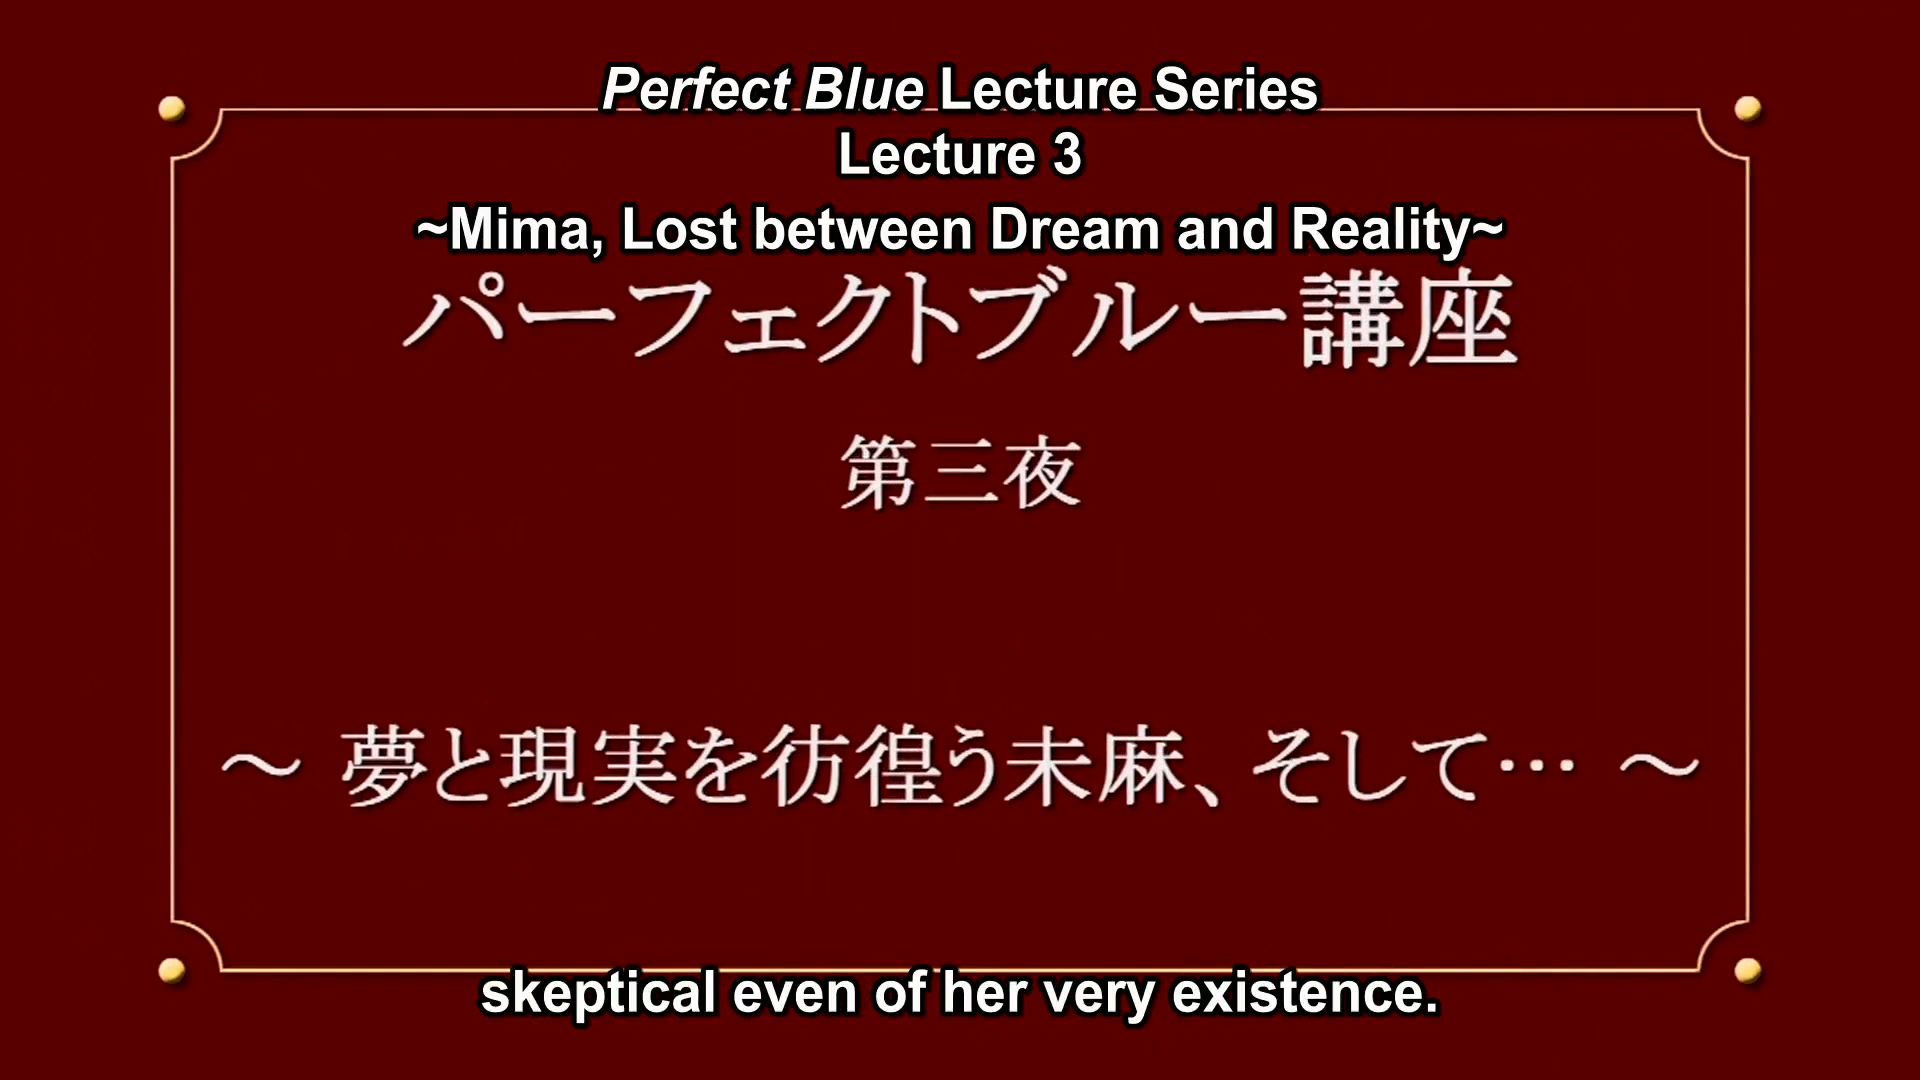 Perfect Blue Lecture Series
Lecture 3
~Mima, Lost between Dream and Reality~
パーフェクトブルー講座
第三夜
～ 夢と現実を彷徨う未麻、そして… ～
skeptical even of her very existence.